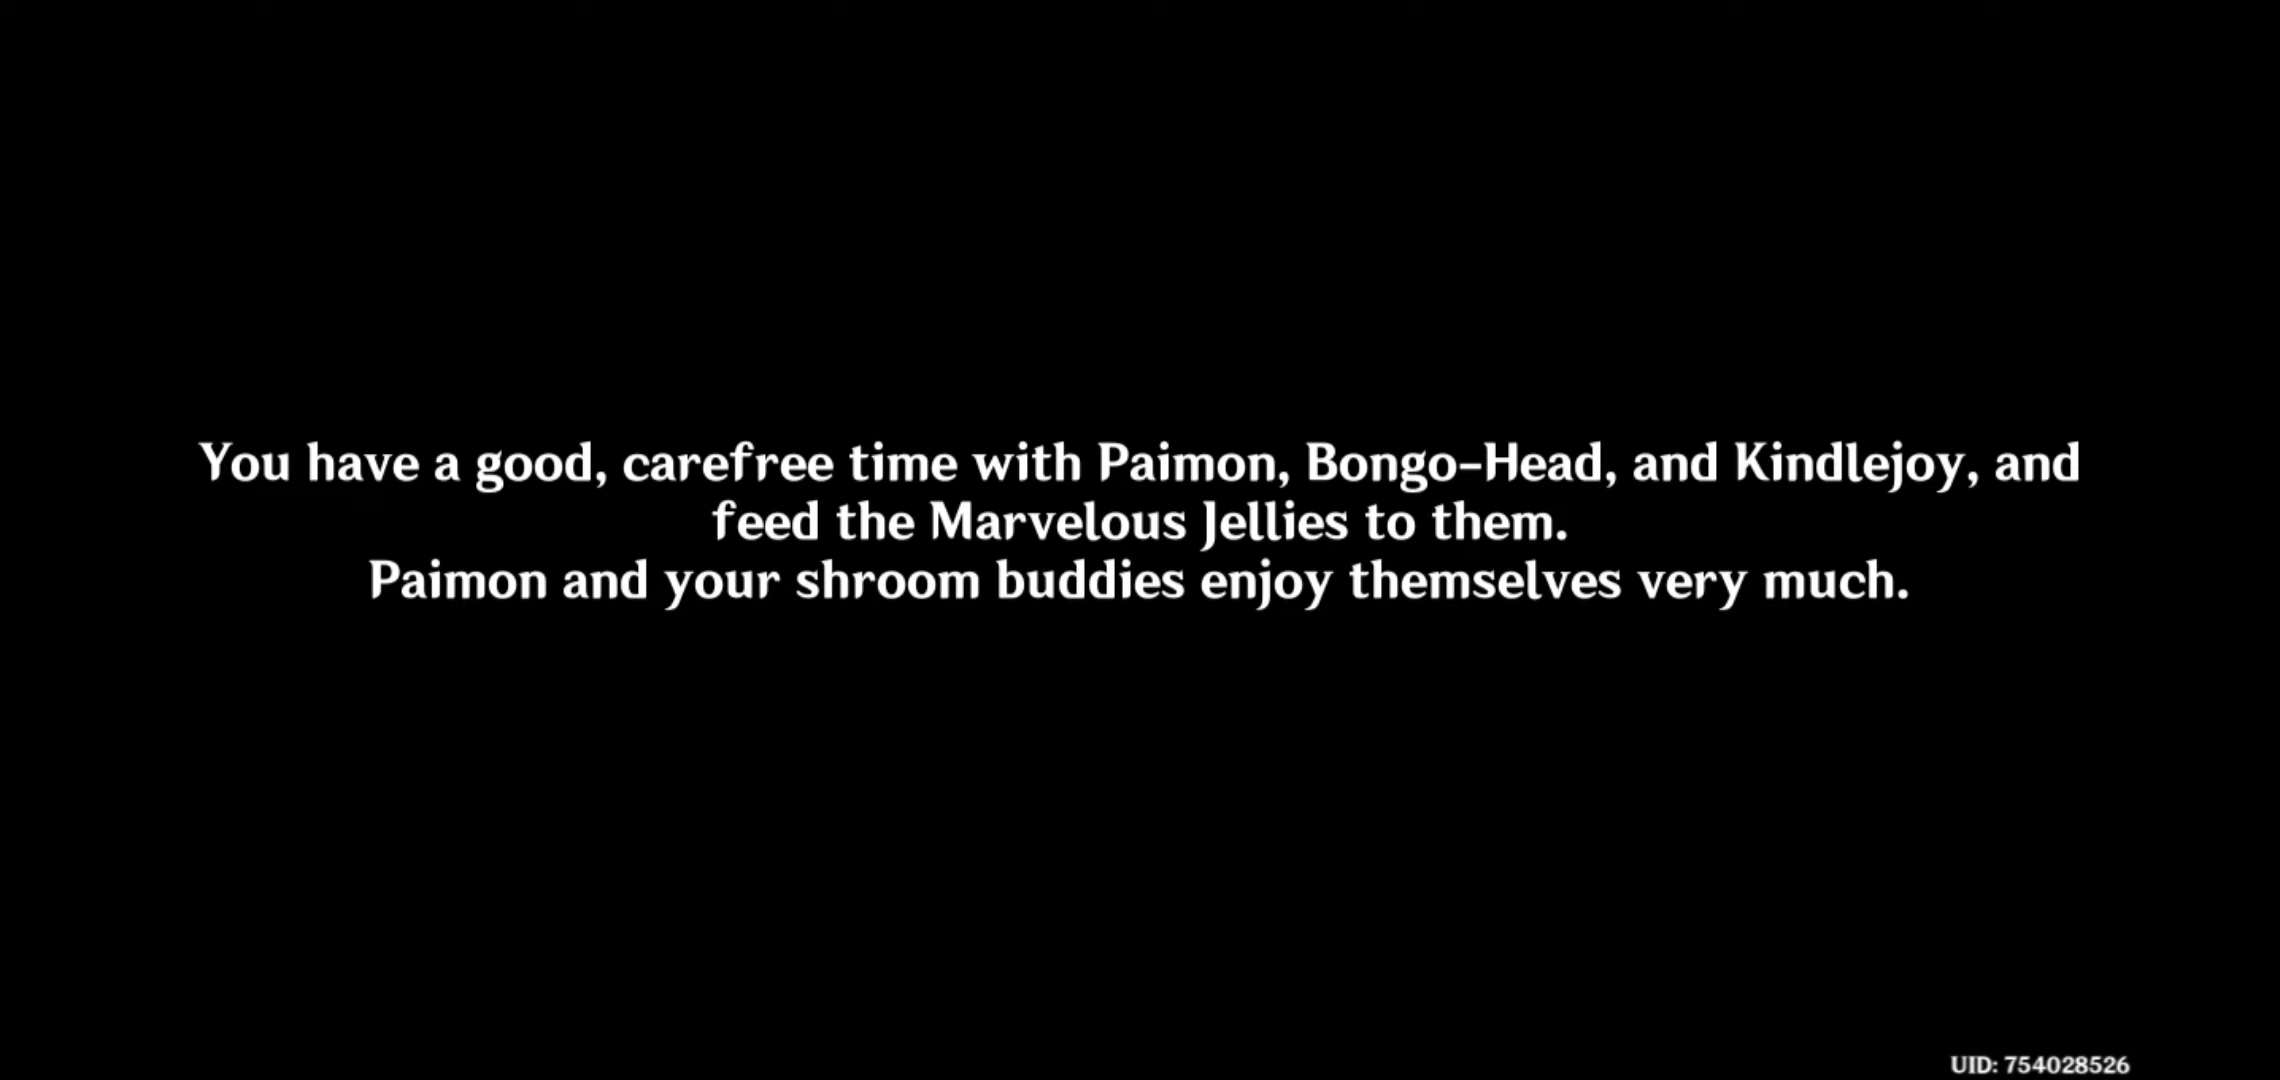 You have a good, carefree time with Paimon, Bongo-Head, and Kindlejoy, and
feed the Marvelous Jellies to them.
Paimon and your shroom buddies enjoy themselves very much.
UID: 754028526